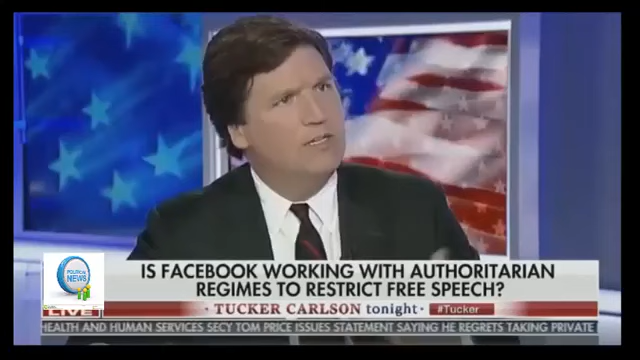 POLITICAL
NEWS
IS FACEBOOK WORKING WITH AUTHORITARIAN
REGIMES TO RESTRICT FREE SPEECH?
LIVE
TUCKER CARLSON tonight
#Tucker
HEALTH AND HUMAN SERVICES SECY TOM PRICE ISSUES STATEMENT SAYING HE REGRETS TAKING PRIVATE